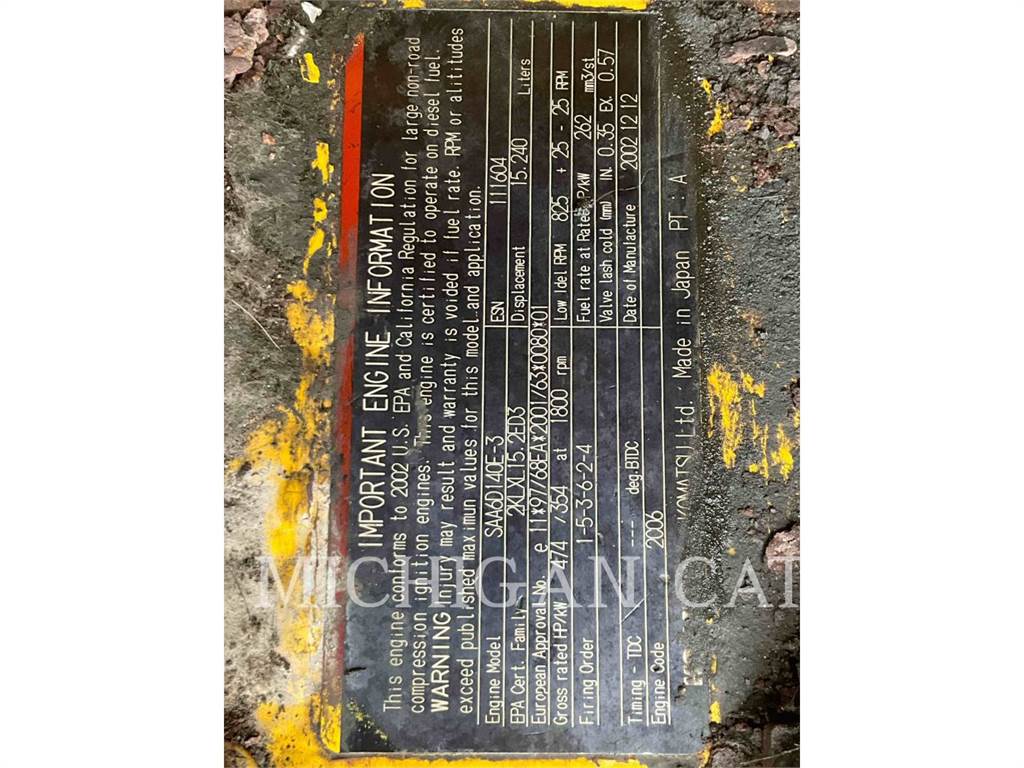 IMPORTANT ENGINE INFORMATION
This engine conforms to 2002 U.S. EPA and California Regulation for large non-road
compression ignition engines. This engine is certified to operate on diesel fuel.
WARNING Injury may result and warranty is voided if fuel rate. RPM or alititudes
exceed published maximun values for this model.and application.
Engine Model SAA6D140E-3 ESN 111604
EPA Cert. Family 2KLXL15.2ED3 Displacement 15.240 Liters
European Approval No. e 11*97/68EA*2001/63*0080*01
Gross rated HP/kW 474 /354 at 1800 rpm Low Idel RPM 825 + 25 - 25 RPM
Firing Order 1-5-3-6-2-4 Fuel rate at Rated HP/kW 262 mm3/st
Valve lash cold (mm) IN. 0.35 EX. 0.57
Timing - TDC --- deg:BTDC Date of Manufacture 2002 12 12
Engine Code 2006
KOMATSU Ltd. Made in Japan PT : A
MICHIGAN CAT